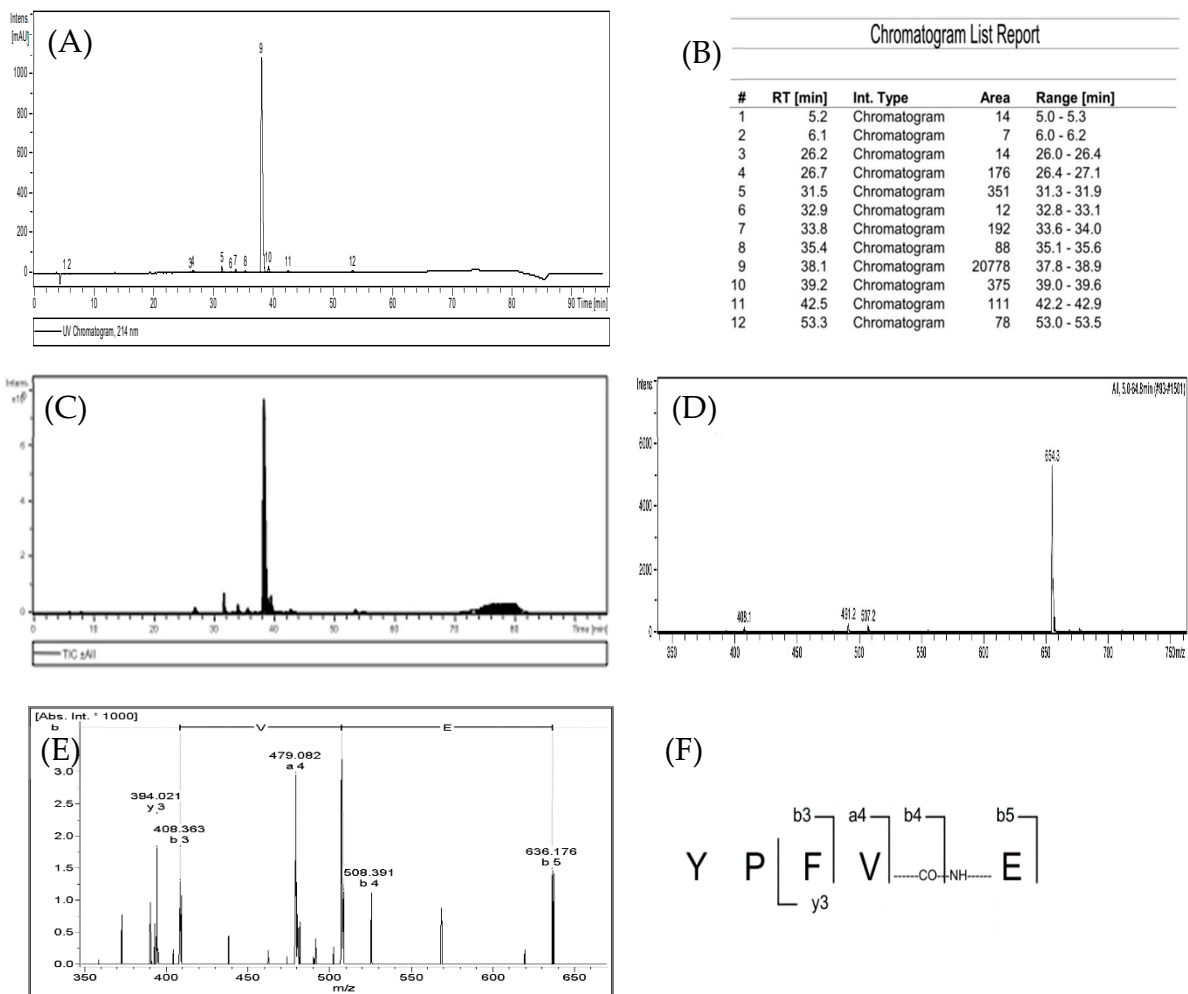 Intens.
[mAU]
(A)
1000
800
600
400
200
0
1 2
3 4
5
6
7
8
9
10
11
12
0 10 20 30 40 50 60 70 80 90 Time [min]
UV Chromatogram, 214 nm
(B)
Chromatogram List Report
# RT [min] Int. Type Area Range [min]
1 5.2 Chromatogram 14 5.0 - 5.3
2 6.1 Chromatogram 7 6.0 - 6.2
3 26.2 Chromatogram 14 26.0 - 26.4
4 26.7 Chromatogram 176 26.4 - 27.1
5 31.5 Chromatogram 351 31.3 - 31.9
6 32.9 Chromatogram 12 32.8 - 33.1
7 33.8 Chromatogram 192 33.6 - 34.0
8 35.4 Chromatogram 88 35.1 - 35.6
9 38.1 Chromatogram 20778 37.8 - 38.9
10 39.2 Chromatogram 375 39.0 - 39.6
11 42.5 Chromatogram 111 42.2 - 42.9
12 53.3 Chromatogram 78 53.0 - 53.5
Intens.
(C)
6
4
2
0
0 10 20 30 40 50 60 70 80 Time [min]
TIC ±All
Intens.
(D)
All, 5.0-84.8min (#93-#1501)
6000
4000
2000
0
654.3
408.1
491.2
507.2
350 400 450 500 550 600 650 700 750 m/z
[Abs. Int. * 1000]
b
V
E
(E)
3.0
2.5
2.0
1.5
1.0
0.5
0.0
394.021
y 3
408.363
b 3
479.082
a 4
508.391
b 4
636.176
b 5
350 400 450 500 550 600 650
m/z
(F)
b3 a4 b4 b5
Y P F V ------CO--NH------ E
y3